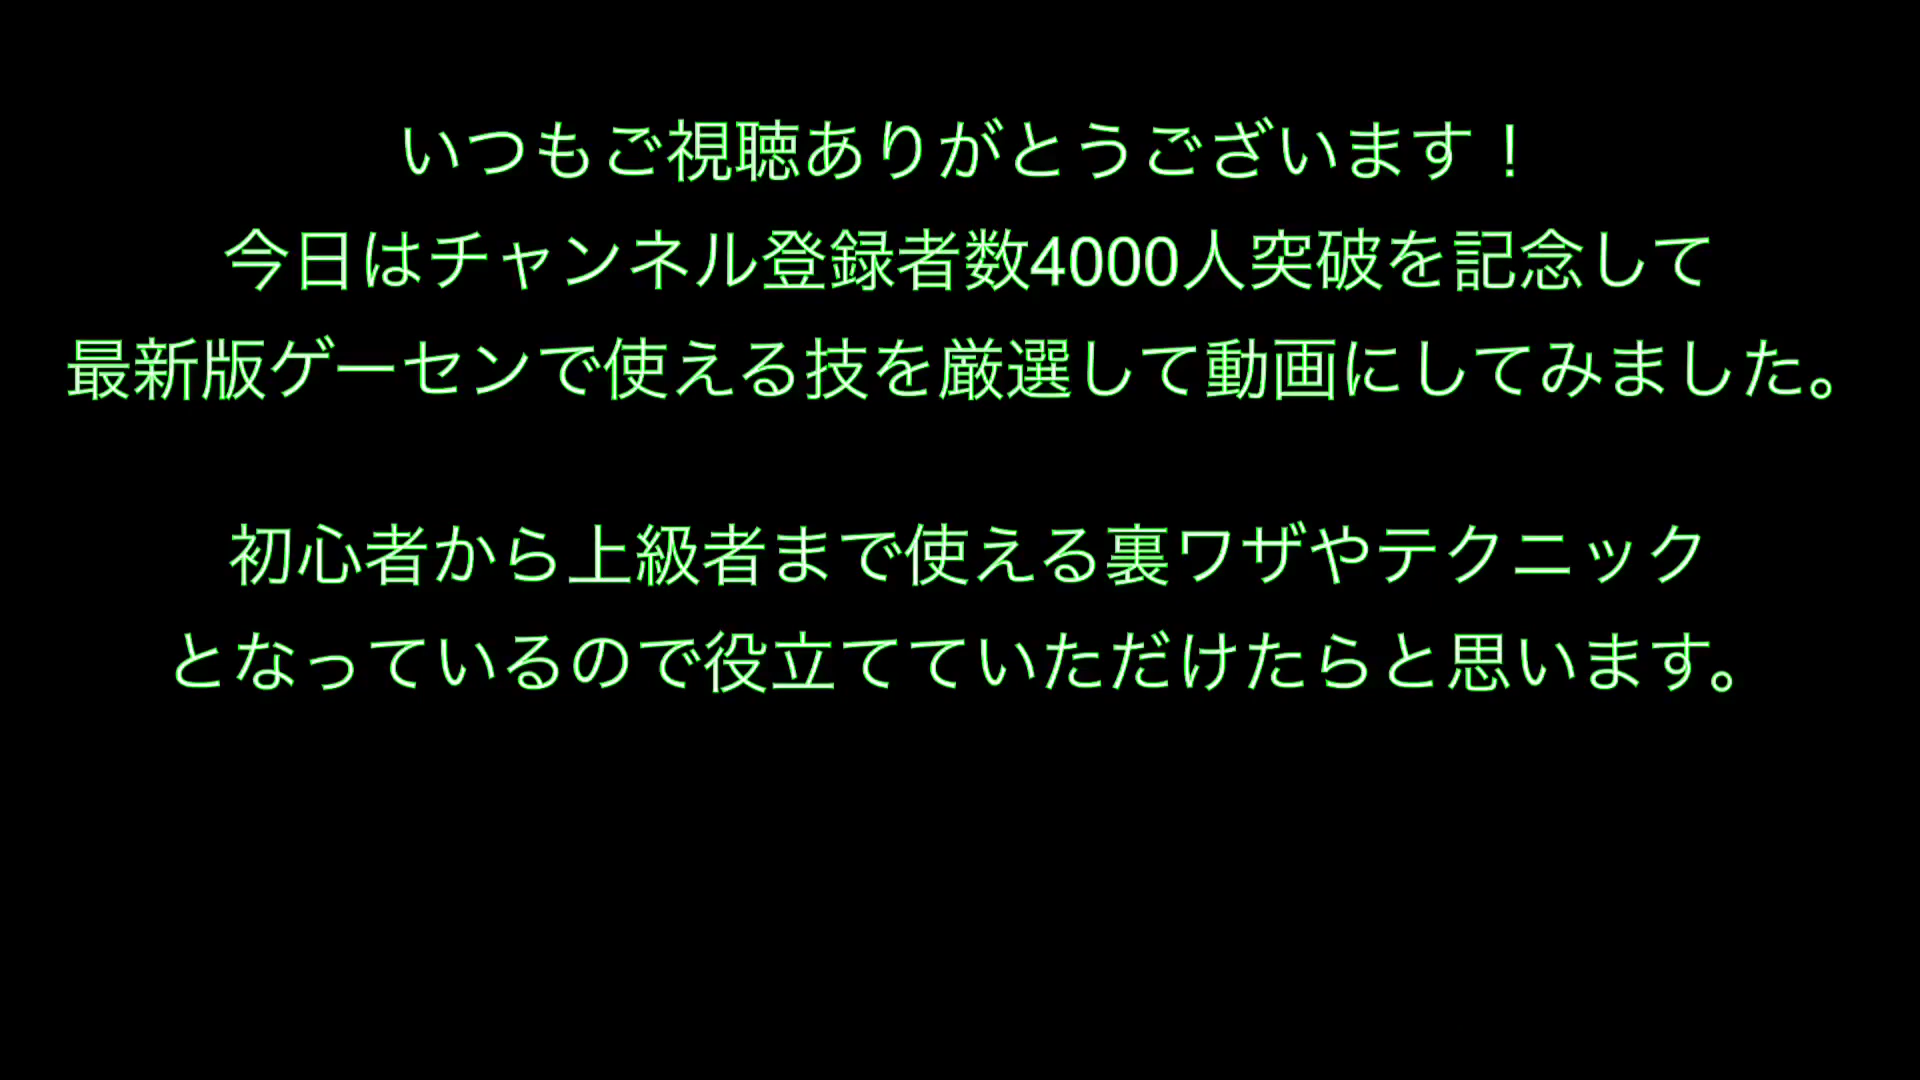 いつもご視聴ありがとうございます！
今日はチャンネル登録者数4000人突破を記念して
最新版ゲーセンで使える技を厳選して動画にしてみました。
初心者から上級者まで使える裏ワザやテクニック
となっているので役立てていただけたらと思います。